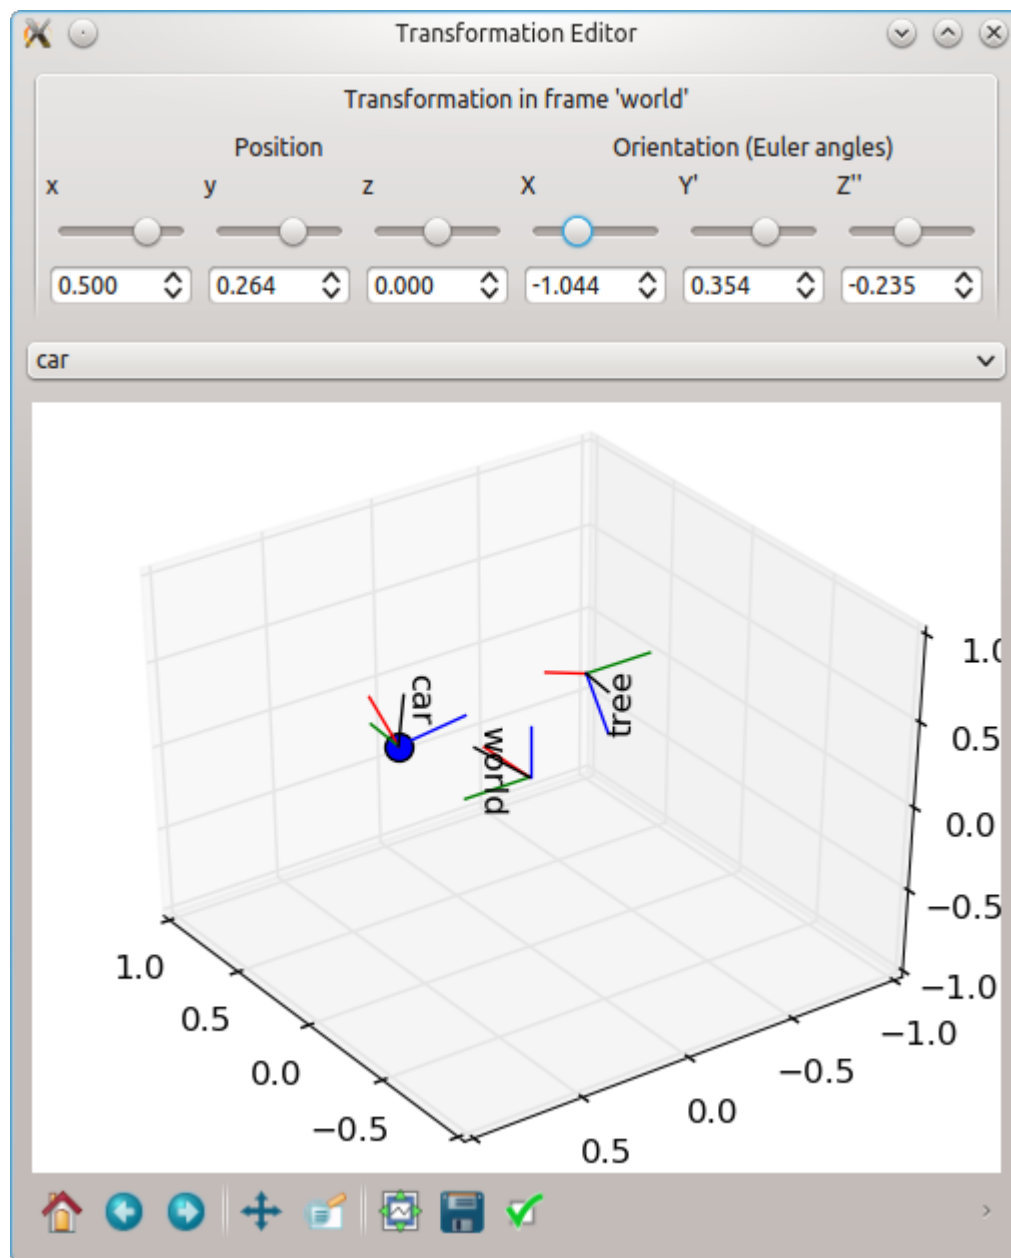 Transformation Editor
Transformation in frame 'world'
Position Orientation (Euler angles)
x y z X Y' Z''
0.500 0.264 0.000 -1.044 0.354 -0.235
car
car
tree
world
1.0
0.5
0.0
−0.5
−1.0
1.0
0.5
0.0
−0.5
0.5
0.0
−0.5
−1.0